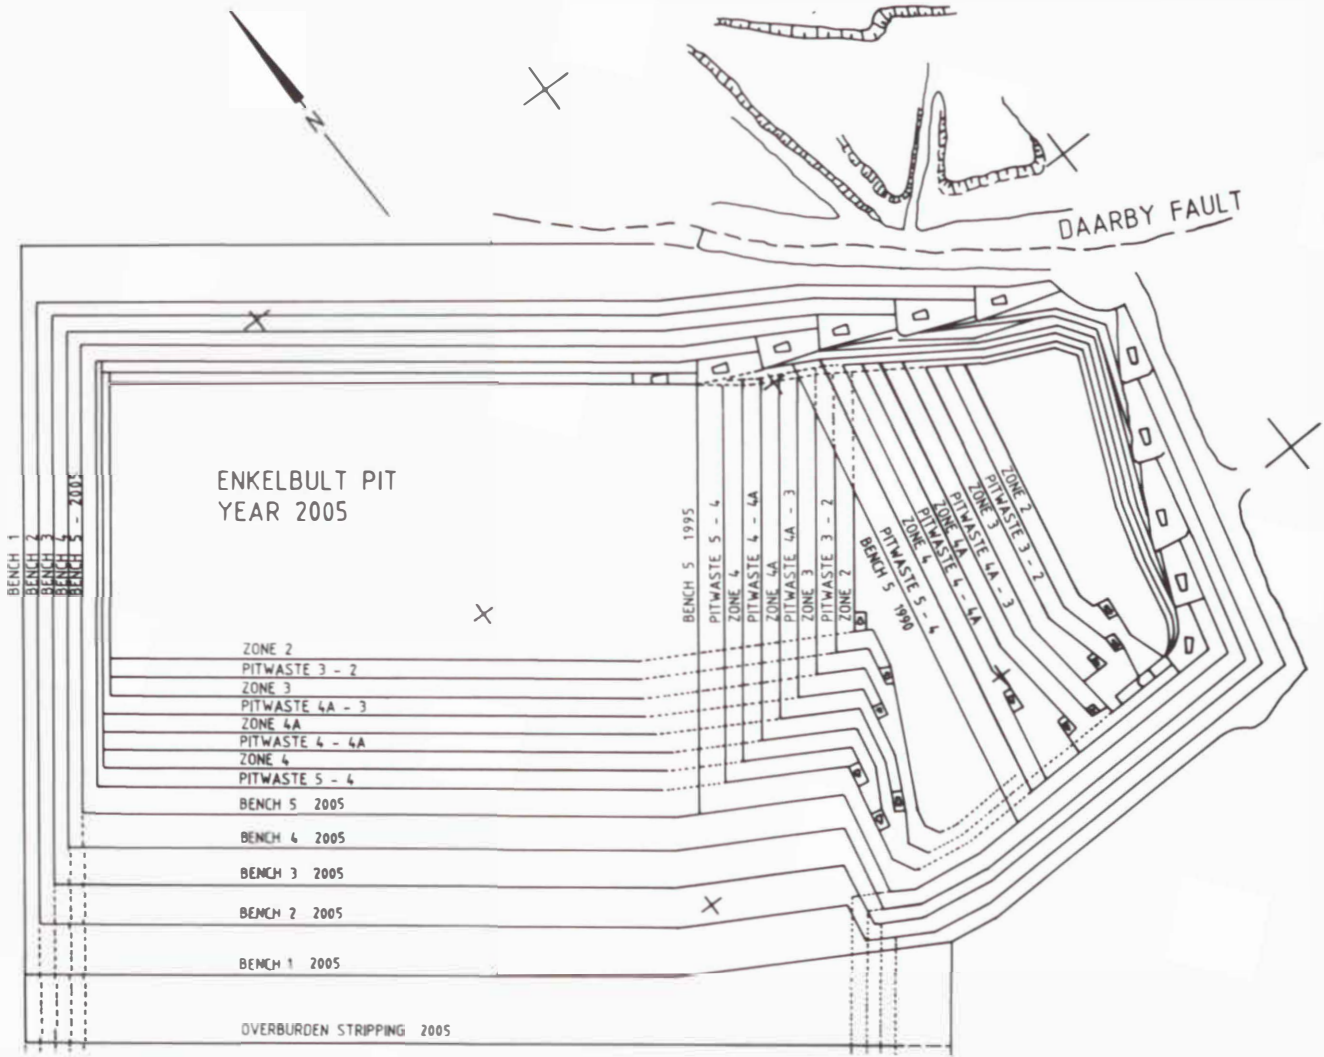 N
DAARBY FAULT
ENKELBULT PIT
YEAR 2005
BENCH 1
BENCH 2
BENCH 3
BENCH 5 - 2005
BENCH 5 1995
PITWASTE 5 - 4
ZONE 4
PITWASTE 4 - 4A
ZONE 4A
PITWASTE 4A - 3
ZONE 3
PITWASTE 3 - 2
ZONE 2
BENCH 5 1990
PITWASTE 5 - 4
ZONE 4
PITWASTE 4 - 4A
ZONE 4A
PITWASTE 4A - 3
ZONE 3
PITWASTE 3 - 2
ZONE 2
ZONE 2
PITWASTE 3 - 2
ZONE 3
PITWASTE 4A - 3
ZONE 4A
PITWASTE 4 - 4A
ZONE 4
PITWASTE 5 - 4
BENCH 5 2005
BENCH 4 2005
BENCH 3 2005
BENCH 2 2005
BENCH 1 2005
OVERBURDEN STRIPPING 2005